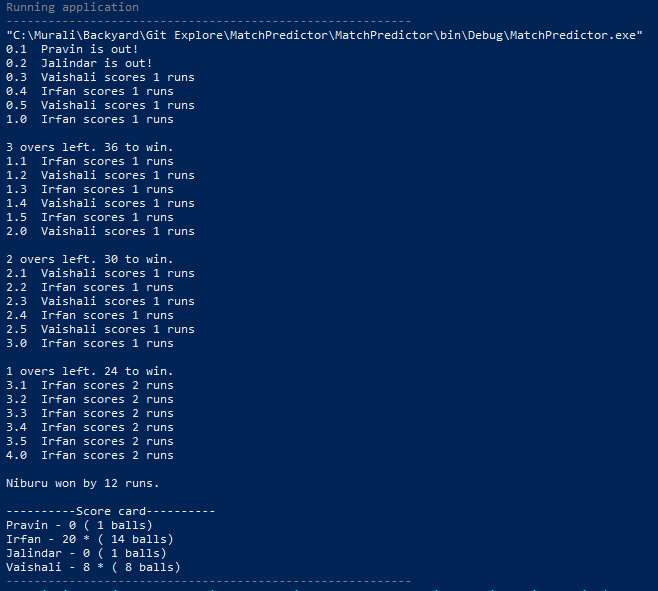 Running application
---------------------------------------------------------
"C:\Murali\Backyard\Git Explore\MatchPredictor\MatchPredictor\bin\Debug\MatchPredictor.exe"
0.1  Pravin is out!
0.2  Jalindar is out!
0.3  Vaishali scores 1 runs
0.4  Irfan scores 1 runs
0.5  Vaishali scores 1 runs
1.0  Irfan scores 1 runs

3 overs left. 36 to win.
1.1  Irfan scores 1 runs
1.2  Vaishali scores 1 runs
1.3  Irfan scores 1 runs
1.4  Vaishali scores 1 runs
1.5  Irfan scores 1 runs
2.0  Vaishali scores 1 runs

2 overs left. 30 to win.
2.1  Vaishali scores 1 runs
2.2  Irfan scores 1 runs
2.3  Vaishali scores 1 runs
2.4  Irfan scores 1 runs
2.5  Vaishali scores 1 runs
3.0  Irfan scores 1 runs

1 overs left. 24 to win.
3.1  Irfan scores 2 runs
3.2  Irfan scores 2 runs
3.3  Irfan scores 2 runs
3.4  Irfan scores 2 runs
3.5  Irfan scores 2 runs
4.0  Irfan scores 2 runs

Niburu won by 12 runs.

----------Score card----------
Pravin - 0 ( 1 balls)
Irfan - 20 * ( 14 balls)
Jalindar - 0 ( 1 balls)
Vaishali - 8 * ( 8 balls)
---------------------------------------------------------